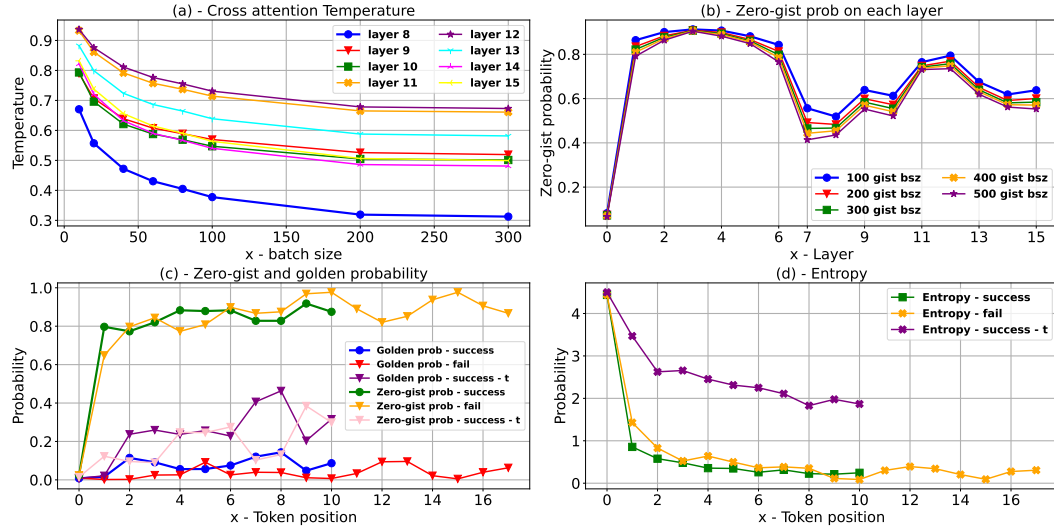 (a) - Cross attention Temperature
Temperature
0.9
0.8
0.7
0.6
0.5
0.4
0.3
layer 8
layer 9
layer 10
layer 11
layer 12
layer 13
layer 14
layer 15
0 50 100 150 200 250 300
x - batch size
(b) - Zero-gist prob on each layer
Zero-gist probability
0.8
0.6
0.4
0.2
100 gist bsz
200 gist bsz
300 gist bsz
400 gist bsz
500 gist bsz
0 2 4 6 7 8 9 11 13 15
x - Layer
(c) - Zero-gist and golden probability
Probability
1.0
0.8
0.6
0.4
0.2
0.0
Golden prob - success
Golden prob - fail
Golden prob - success - t
Zero-gist prob - success
Zero-gist prob - fail
Zero-gist prob - success - t
0 2 4 6 8 10 12 14 16
x - Token position
(d) - Entropy
Probability
4
3
2
1
0
Entropy - success
Entropy - fail
Entropy - success - t
0 2 4 6 8 10 12 14 16
x - Token position